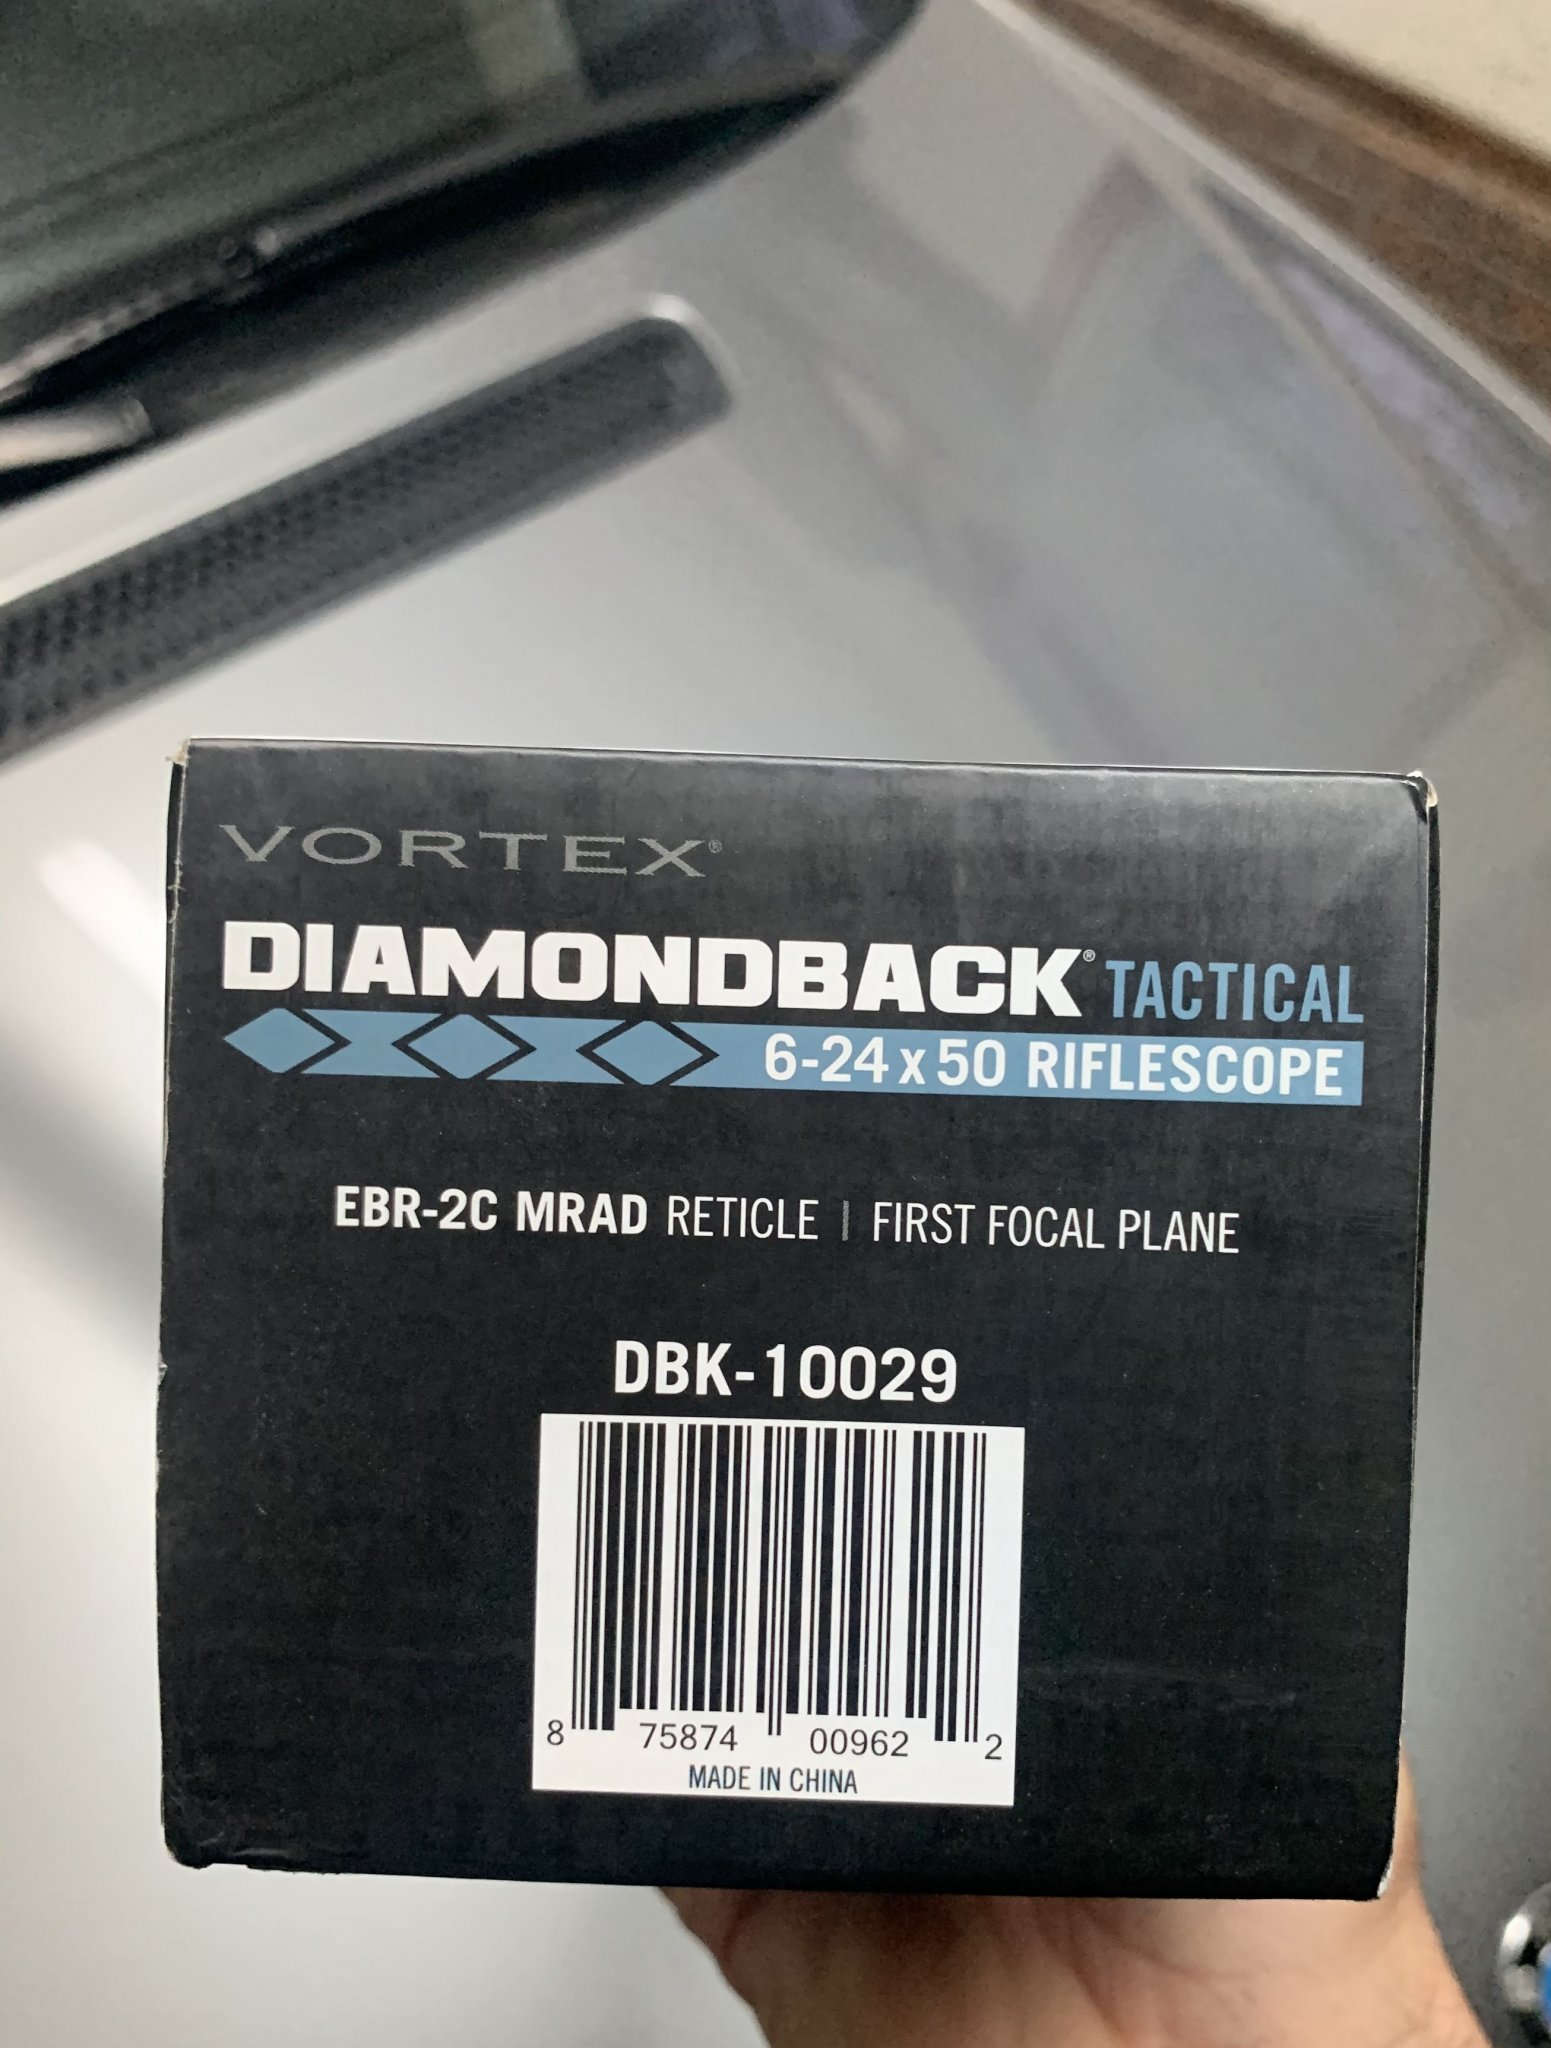 VORTEX®
DIAMONDBACK® TACTICAL
6-24 x 50 RIFLESCOPE
EBR-2C MRAD RETICLE | FIRST FOCAL PLANE
DBK-10029
8 75874 00962 2
MADE IN CHINA